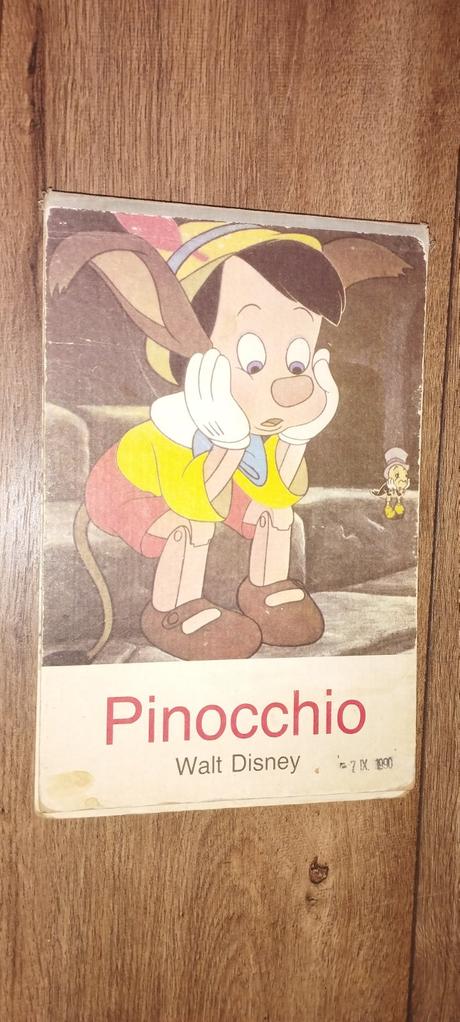 Pinocchio
Walt Disney
- 7 IX. 1990